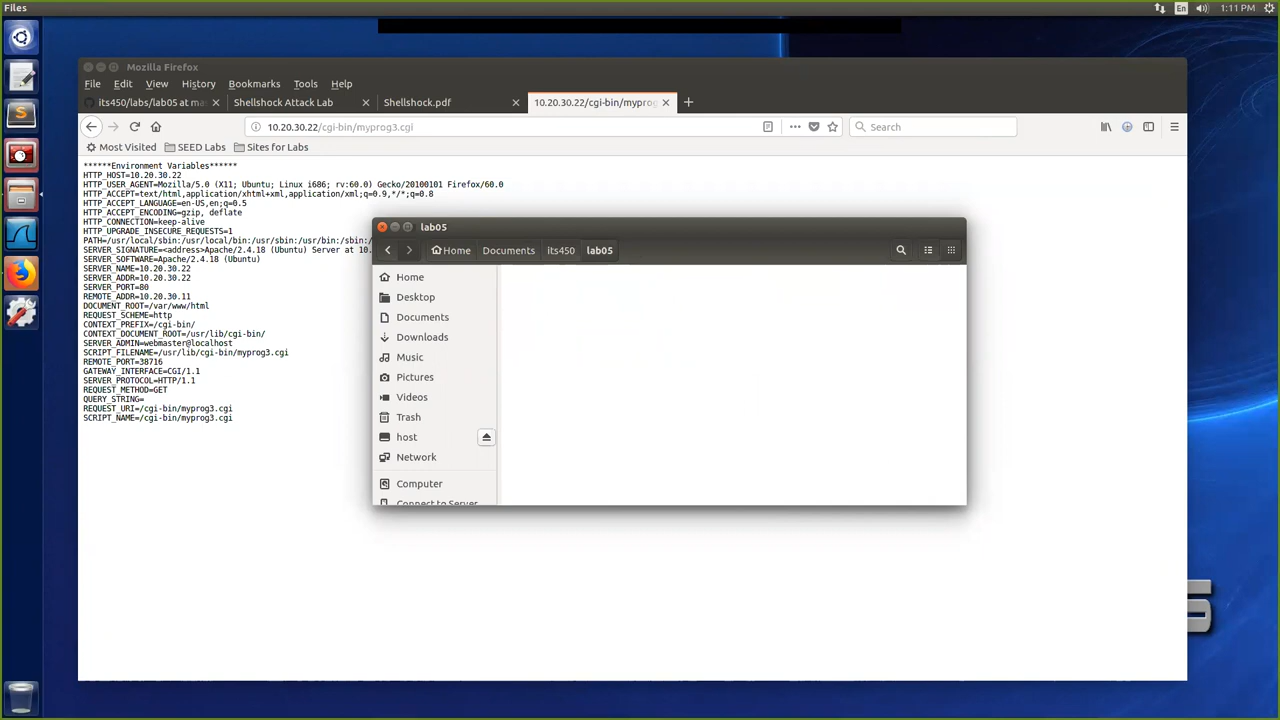 Files
En
1:11 PM
Mozilla Firefox
File Edit View History Bookmarks Tools Help
its450/labs/lab05 at ma
Shellshock Attack Lab
Shellshock.pdf
10.20.30.22/cgi-bin/myprog
10.20.30.22/cgi-bin/myprog3.cgi
Search
Most Visited SEED Labs Sites for Labs
******Environment Variables******
HTTP_HOST=10.20.30.22
HTTP_USER_AGENT=Mozilla/5.0 (X11; Ubuntu; Linux i686; rv:60.0) Gecko/20100101 Firefox/60.0
HTTP_ACCEPT=text/html,application/xhtml+xml,application/xml;q=0.9,*/*;q=0.8
HTTP_ACCEPT_LANGUAGE=en-US,en;q=0.5
HTTP_ACCEPT_ENCODING=gzip, deflate
HTTP_CONNECTION=keep-alive
HTTP_UPGRADE_INSECURE_REQUESTS=1
PATH=/usr/local/sbin:/usr/local/bin:/usr/sbin:/usr/bin:/sbin:/
SERVER_SIGNATURE=<address>Apache/2.4.18 (Ubuntu) Server at 10.
SERVER_SOFTWARE=Apache/2.4.18 (Ubuntu)
SERVER_NAME=10.20.30.22
SERVER_ADDR=10.20.30.22
SERVER_PORT=80
REMOTE_ADDR=10.20.30.11
DOCUMENT_ROOT=/var/www/html
REQUEST_SCHEME=http
CONTEXT_PREFIX=/cgi-bin/
CONTEXT_DOCUMENT_ROOT=/usr/lib/cgi-bin/
SERVER_ADMIN=webmaster@localhost
SCRIPT_FILENAME=/usr/lib/cgi-bin/myprog3.cgi
REMOTE_PORT=38716
GATEWAY_INTERFACE=CGI/1.1
SERVER_PROTOCOL=HTTP/1.1
REQUEST_METHOD=GET
QUERY_STRING=
REQUEST_URI=/cgi-bin/myprog3.cgi
SCRIPT_NAME=/cgi-bin/myprog3.cgi
lab05
Home Documents its450 lab05
Home
Desktop
Documents
Downloads
Music
Pictures
Videos
Trash
host
Network
Computer
Connect to Server